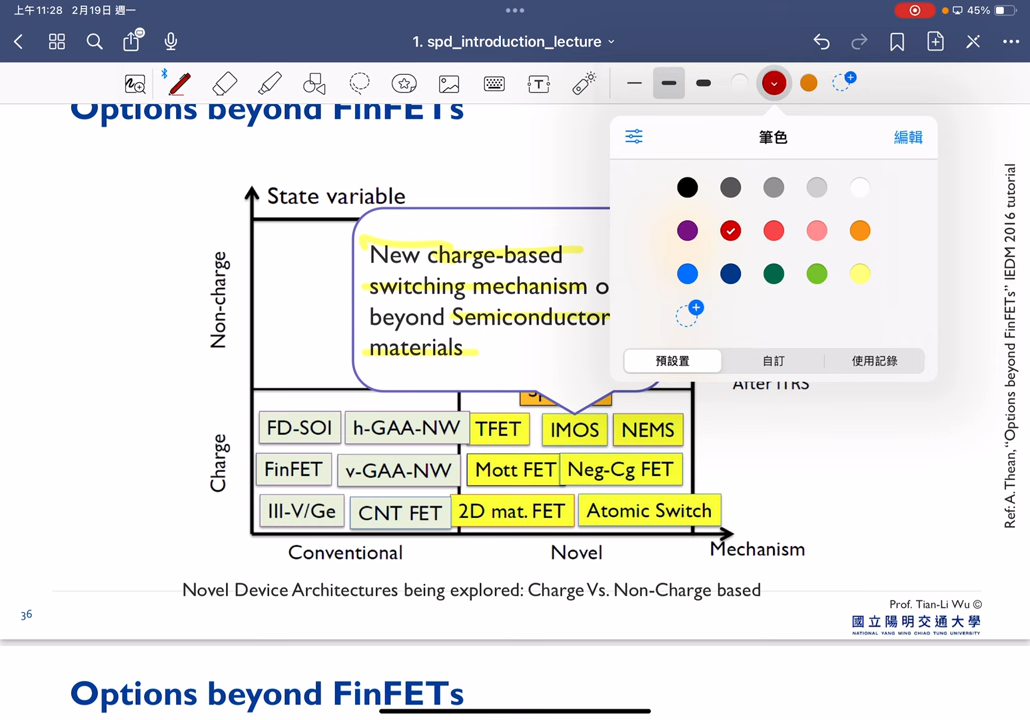 上午11:28 2月19日 週一
45%
1. spd_introduction_lecture
Options beyond FinFETs
筆色
編輯
預設置
自訂
使用記錄
State variable
Non-charge
New charge-based
switching mechanism
beyond Semiconductor
materials
After ITRS
Charge
FD-SOI
h-GAA-NW
TFET
IMOS
NEMS
FinFET
v-GAA-NW
Mott FET
Neg-Cg FET
III-V/Ge
CNT FET
2D mat. FET
Atomic Switch
Conventional
Novel
Mechanism
Novel Device Architectures being explored: Charge Vs. Non-Charge based
Ref: A. Thean, “Options beyond FinFETs” IEDM 2016 tutorial
36
Prof. Tian-Li Wu ©
國立陽明交通大學
NATIONAL YANG MING CHIAO TUNG UNIVERSITY
Options beyond FinFETs